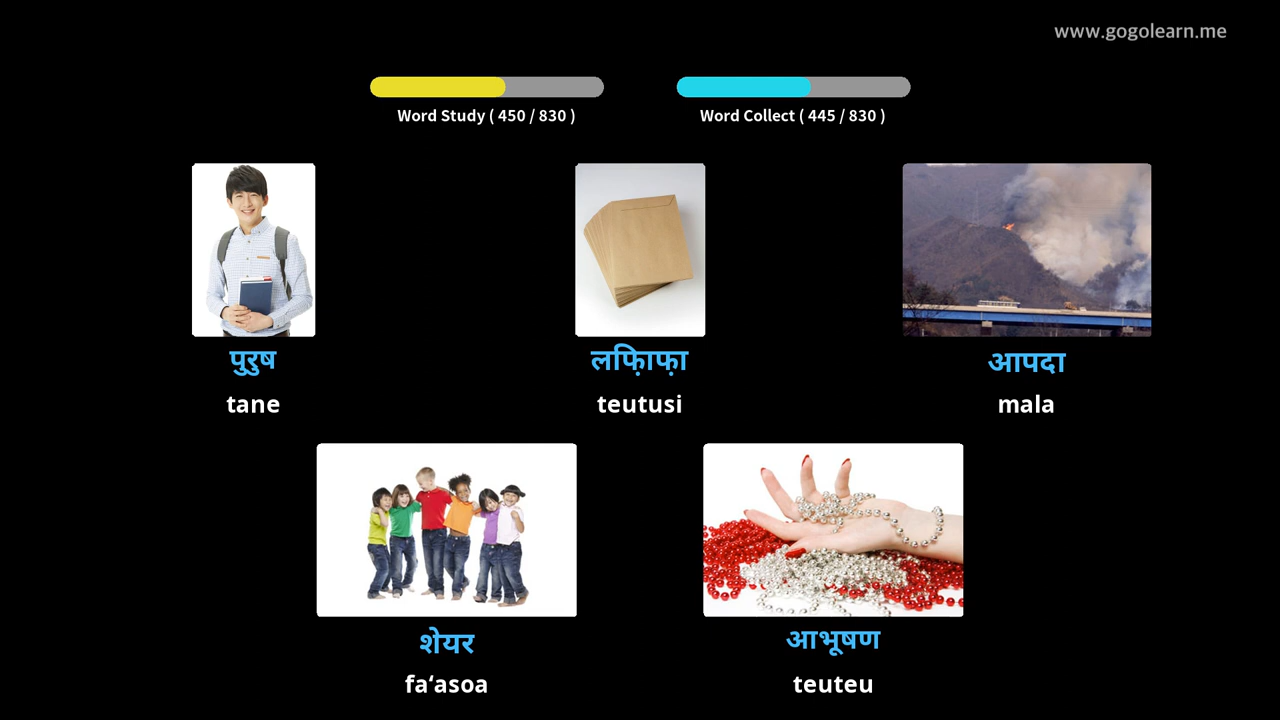 www.gogolearn.me
Word Study ( 450 / 830 )
Word Collect ( 445 / 830 )
पुरुष
लफ़िाफ़ा
आपदा
tane
teutusi
mala
शेयर
आभूषण
fa‘asoa
teuteu